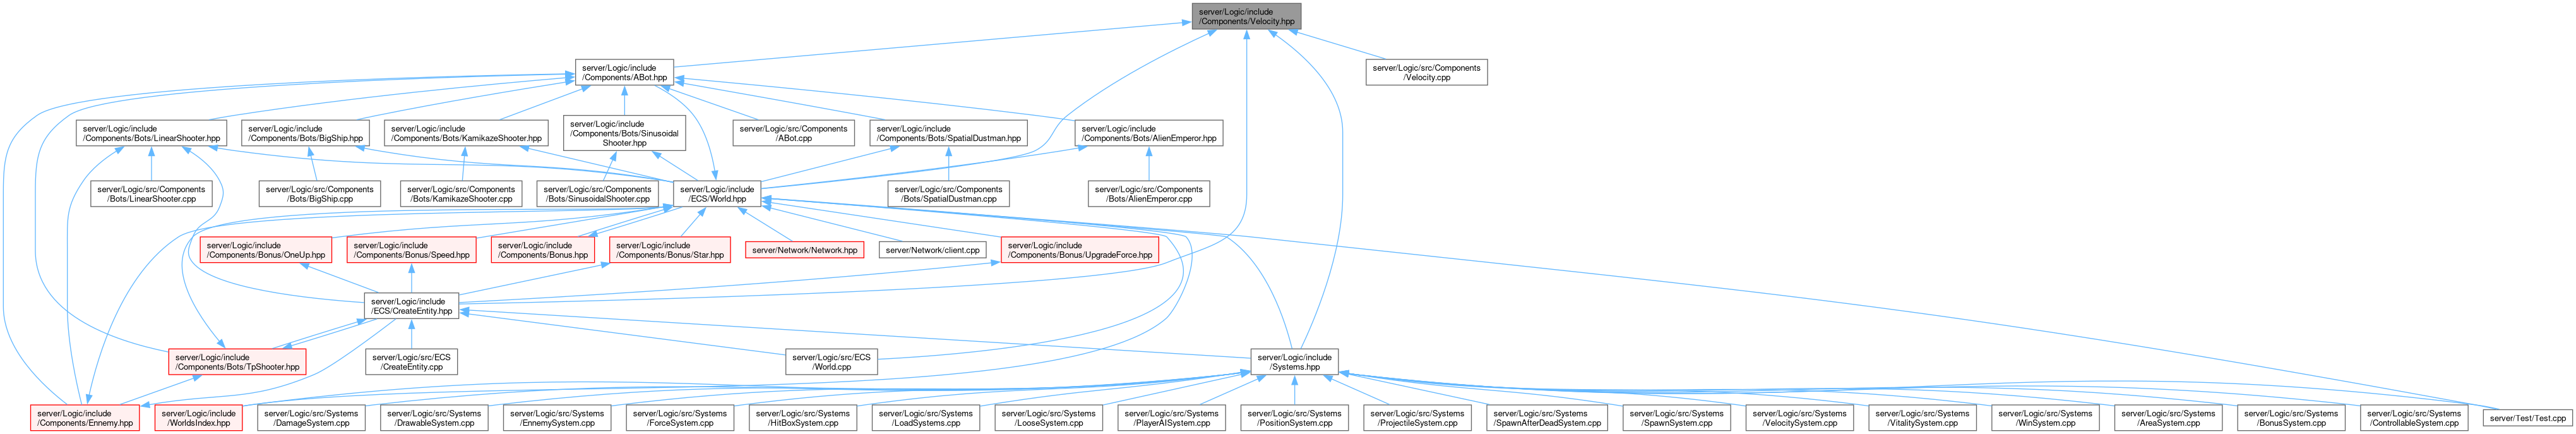 server/Logic/include
/Components/Velocity.hpp
server/Logic/include
/Components/ABot.hpp
server/Logic/src/Components
/Velocity.cpp
server/Logic/include
/Components/Bots/LinearShooter.hpp
server/Logic/include
/Components/Bots/BigShip.hpp
server/Logic/include
/Components/Bots/KamikazeShooter.hpp
server/Logic/include
/Components/Bots/Sinusoidal
Shooter.hpp
server/Logic/src/Components
/ABot.cpp
server/Logic/include
/Components/Bots/SpatialDustman.hpp
server/Logic/include
/Components/Bots/AlienEmperor.hpp
server/Logic/src/Components
/Bots/LinearShooter.cpp
server/Logic/src/Components
/Bots/BigShip.cpp
server/Logic/src/Components
/Bots/KamikazeShooter.cpp
server/Logic/src/Components
/Bots/SinusoidalShooter.cpp
server/Logic/include
/ECS/World.hpp
server/Logic/src/Components
/Bots/SpatialDustman.cpp
server/Logic/src/Components
/Bots/AlienEmperor.cpp
server/Logic/include
/Components/Bonus/OneUp.hpp
server/Logic/include
/Components/Bonus/Speed.hpp
server/Logic/include
/Components/Bonus.hpp
server/Logic/include
/Components/Bonus/Star.hpp
server/Network/Network.hpp
server/Network/client.cpp
server/Logic/include
/Components/Bonus/UpgradeForce.hpp
server/Logic/include
/ECS/CreateEntity.hpp
server/Logic/include
/Components/Bots/TpShooter.hpp
server/Logic/src/ECS
/CreateEntity.cpp
server/Logic/src/ECS
/World.cpp
server/Logic/include
/Systems.hpp
server/Logic/include
/Components/Ennemy.hpp
server/Logic/include
/WorldsIndex.hpp
server/Logic/src/Systems
/DamageSystem.cpp
server/Logic/src/Systems
/DrawableSystem.cpp
server/Logic/src/Systems
/EnnemySystem.cpp
server/Logic/src/Systems
/ForceSystem.cpp
server/Logic/src/Systems
/HitBoxSystem.cpp
server/Logic/src/Systems
/LoadSystems.cpp
server/Logic/src/Systems
/LooseSystem.cpp
server/Logic/src/Systems
/PlayerAISystem.cpp
server/Logic/src/Systems
/PositionSystem.cpp
server/Logic/src/Systems
/ProjectileSystem.cpp
server/Logic/src/Systems
/SpawnAfterDeadSystem.cpp
server/Logic/src/Systems
/SpawnSystem.cpp
server/Logic/src/Systems
/VelocitySystem.cpp
server/Logic/src/Systems
/VitalitySystem.cpp
server/Logic/src/Systems
/WinSystem.cpp
server/Logic/src/Systems
/AreaSystem.cpp
server/Logic/src/Systems
/BonusSystem.cpp
server/Logic/src/Systems
/ControllableSystem.cpp
server/Test/Test.cpp